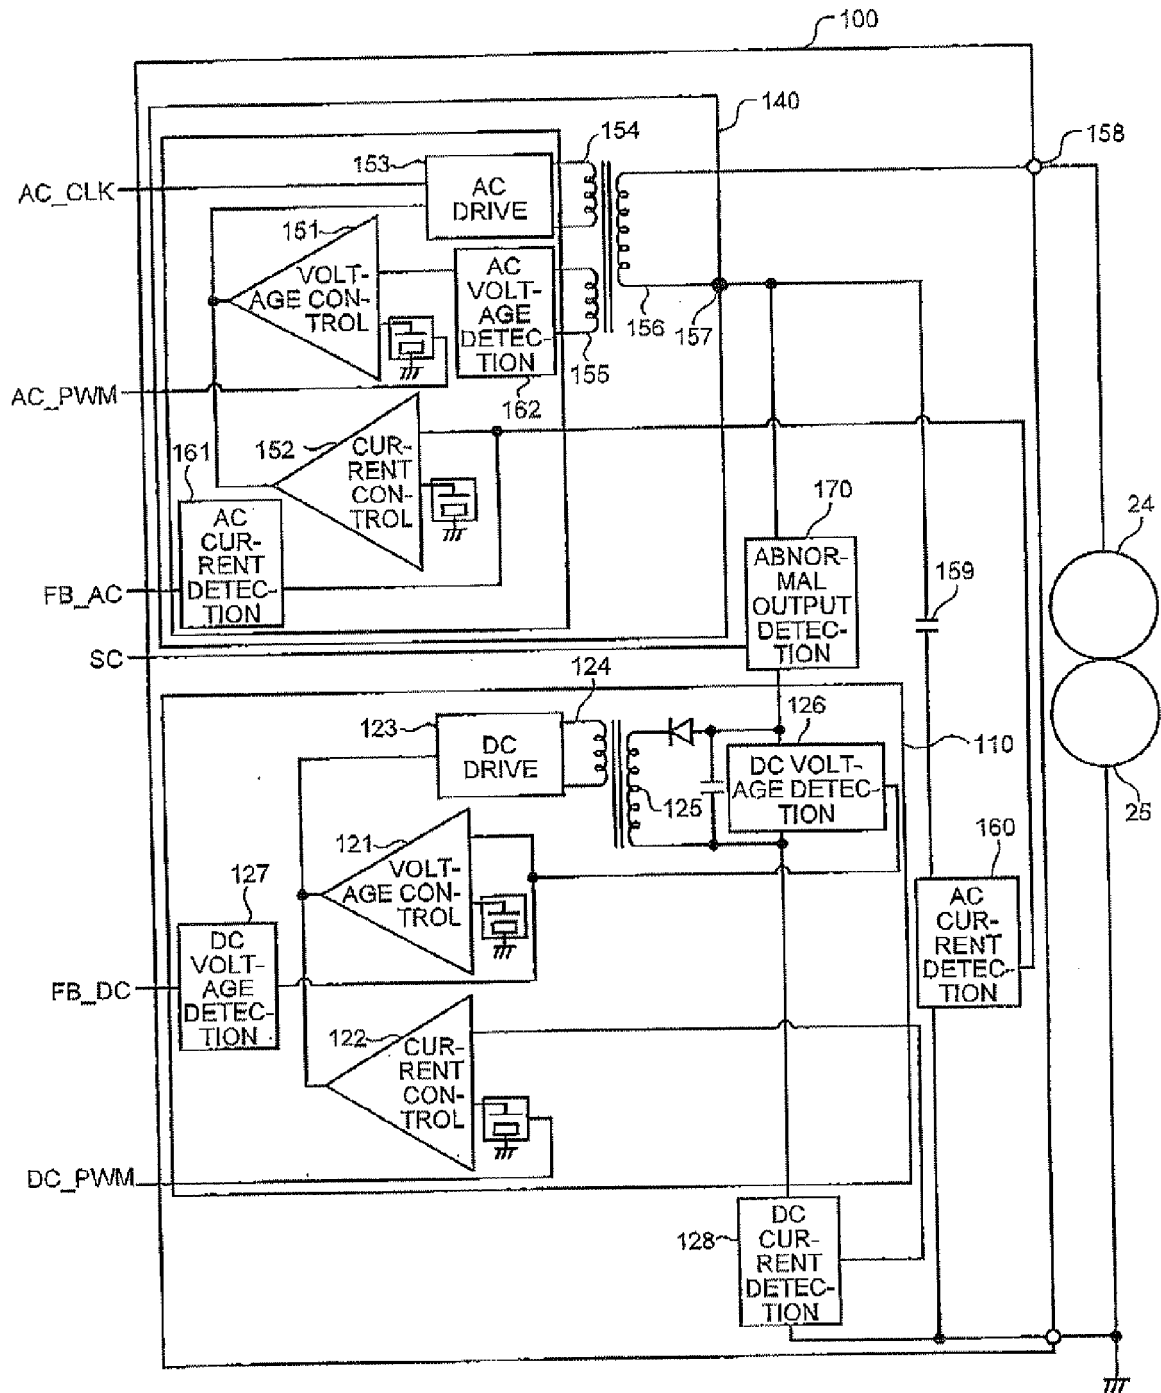 100
140
154
158
153
AC_CLK
AC
DRIVE
151
VOLT-
AGE CON-
TROL
AC
VOLT-
AGE
DETEC-
TION
156
157
155
AC_PWM
162
152
161
CUR-
RENT
CON-
TROL
170
24
AC
CUR-
RENT
DETEC-
TION
ABNOR-
MAL
OUTPUT
DETEC-
TION
159
FB_AC
SC
124
126
123
DC
DRIVE
110
DC VOLT-
AGE DETEC-
TION
125
25
121
160
VOLT-
AGE CON-
TROL
127
AC
CUR-
RENT
DETEC-
TION
DC
VOLT-
AGE
DETEC-
TION
FB_DC
122
CUR-
RENT
CON-
TROL
DC_PWM
128
DC
CUR-
RENT
DETEC-
TION